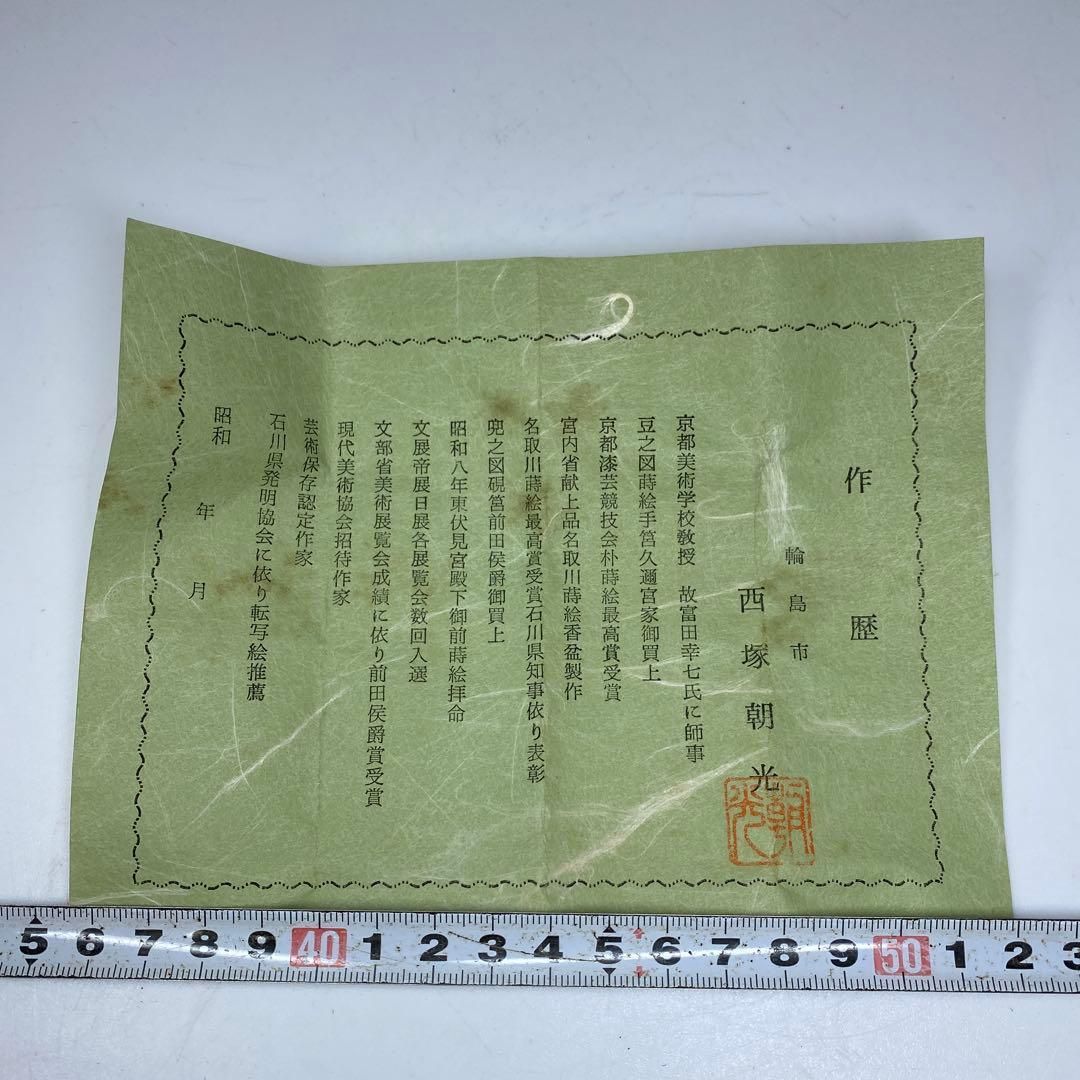 作歴
輪島市
西塚朝光
朝光
京都美術学校教授 故富田幸七氏に師事
豆之図蒔絵手筥久邇宮家御買上
京都漆芸競技会朴蒔絵最高賞受賞
宮内省献上品名取川蒔絵香盆製作
名取川蒔絵最高賞受賞石川県知事依り表彰
兜之図硯筥前田侯爵御買上
昭和八年東伏見宮殿下御前蒔絵拝命
文展帝展日展各展覧会数回入選
文部省美術展覧会成績に依り前田侯爵賞受賞
現代美術協会招待作家
芸術保存認定作家
石川県発明協会に依り転写絵推薦
昭和 年 月
5 6 7 8 9 40 1 2 3 4 5 6 7 8 9 50 1 2 3